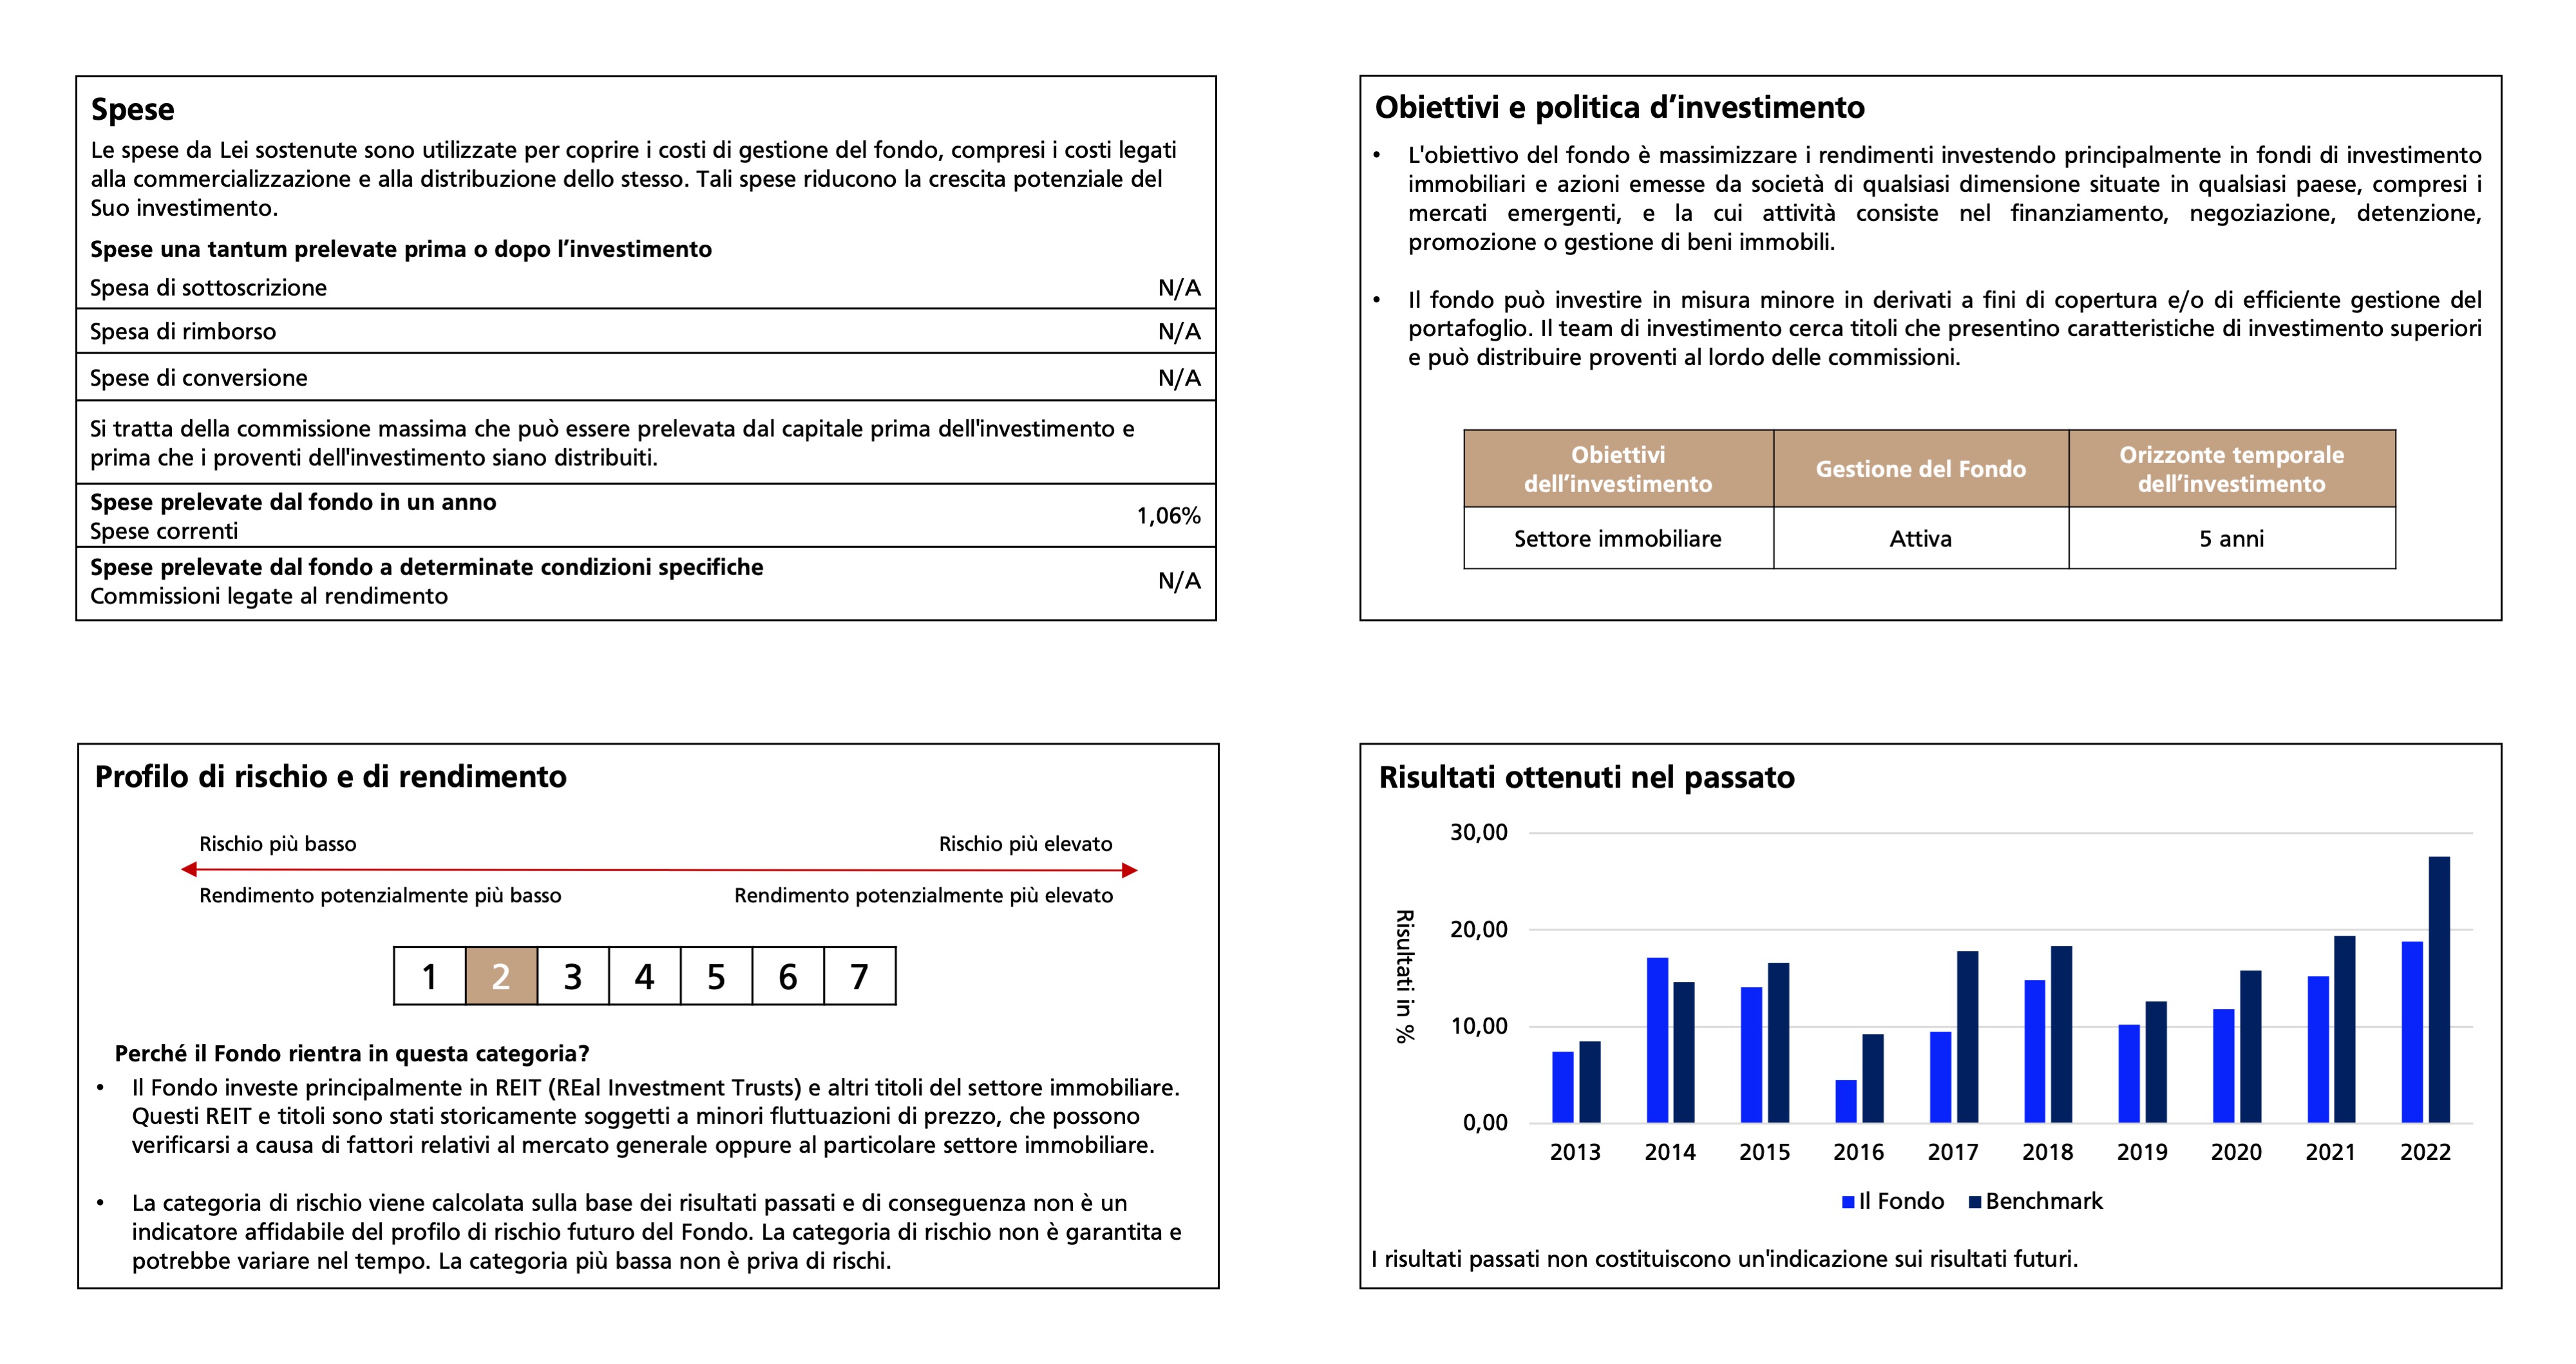 Spese
Le spese da Lei sostenute sono utilizzate per coprire i costi di gestione del fondo, compresi i costi legati
alla commercializzazione e alla distribuzione dello stesso. Tali spese riducono la crescita potenziale del
Suo investimento.
Spese una tantum prelevate prima o dopo l’investimento
Spesa di sottoscrizione N/A
Spesa di rimborso N/A
Spese di conversione N/A
Si tratta della commissione massima che può essere prelevata dal capitale prima dell'investimento e
prima che i proventi dell'investimento siano distribuiti.
Spese prelevate dal fondo in un anno
Spese correnti
1,06%
Spese prelevate dal fondo a determinate condizioni specifiche
Commissioni legate al rendimento
N/A
Obiettivi e politica d’investimento
• L'obiettivo del fondo è massimizzare i rendimenti investendo principalmente in fondi di investimento
immobiliari e azioni emesse da società di qualsiasi dimensione situate in qualsiasi paese, compresi i
mercati emergenti, e la cui attività consiste nel finanziamento, negoziazione, detenzione,
promozione o gestione di beni immobili.
• Il fondo può investire in misura minore in derivati a fini di copertura e/o di efficiente gestione del
portafoglio. Il team di investimento cerca titoli che presentino caratteristiche di investimento superiori
e può distribuire proventi al lordo delle commissioni.
Obiettivi
dell’investimento
Gestione del Fondo
Orizzonte temporale
dell’investimento
Settore immobiliare Attiva 5 anni
Profilo di rischio e di rendimento
Rischio più basso Rischio più elevato
Rendimento potenzialmente più basso Rendimento potenzialmente più elevato
1 2 3 4 5 6 7
Perché il Fondo rientra in questa categoria?
• Il Fondo investe principalmente in REIT (REal Investment Trusts) e altri titoli del settore immobiliare.
Questi REIT e titoli sono stati storicamente soggetti a minori fluttuazioni di prezzo, che possono
verificarsi a causa di fattori relativi al mercato generale oppure al particolare settore immobiliare.
• La categoria di rischio viene calcolata sulla base dei risultati passati e di conseguenza non è un
indicatore affidabile del profilo di rischio futuro del Fondo. La categoria di rischio non è garantita e
potrebbe variare nel tempo. La categoria più bassa non è priva di rischi.
Risultati ottenuti nel passato
Risultati in %
30,00
20,00
10,00
0,00
2013 2014 2015 2016 2017 2018 2019 2020 2021 2022
Il Fondo Benchmark
I risultati passati non costituiscono un'indicazione sui risultati futuri.